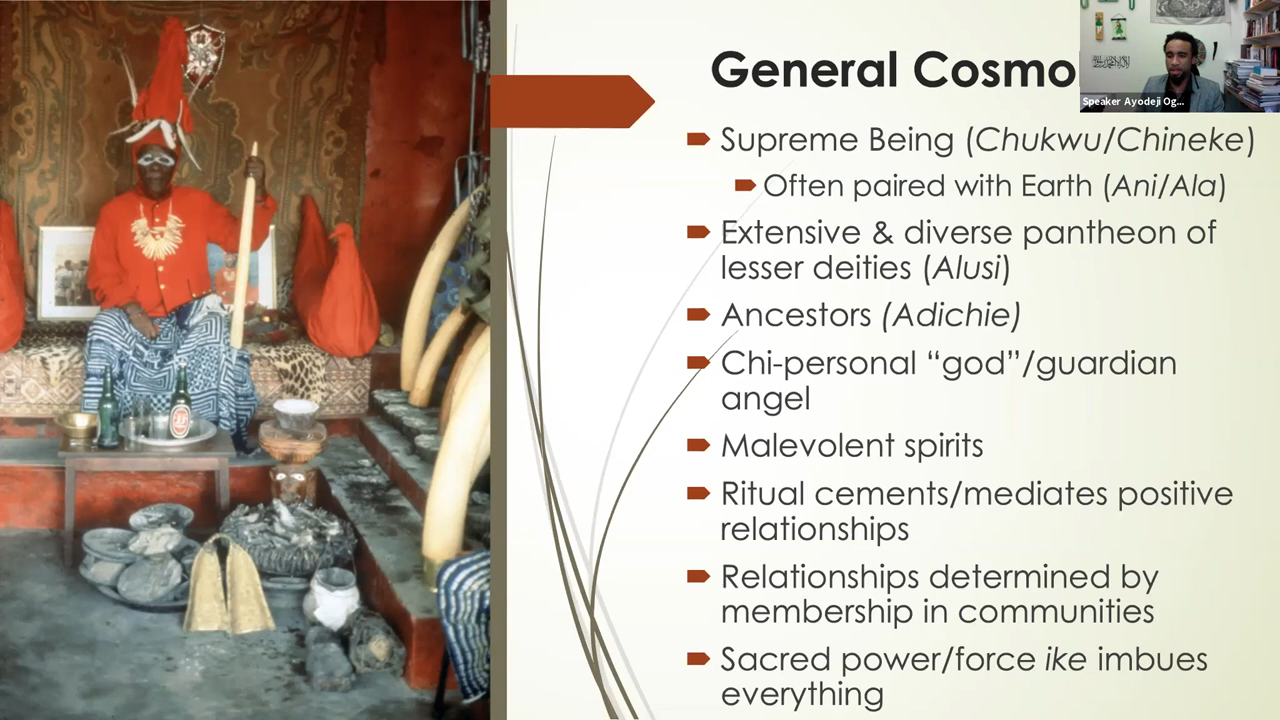 General Cosmo
Speaker Ayodeji Og...
Supreme Being (Chukwu/Chineke)
Often paired with Earth (Ani/Ala)
Extensive & diverse pantheon of
lesser deities (Alusi)
Ancestors (Adichie)
Chi-personal “god”/guardian
angel
Malevolent spirits
Ritual cements/mediates positive
relationships
Relationships determined by
membership in communities
Sacred power/force ike imbues
everything